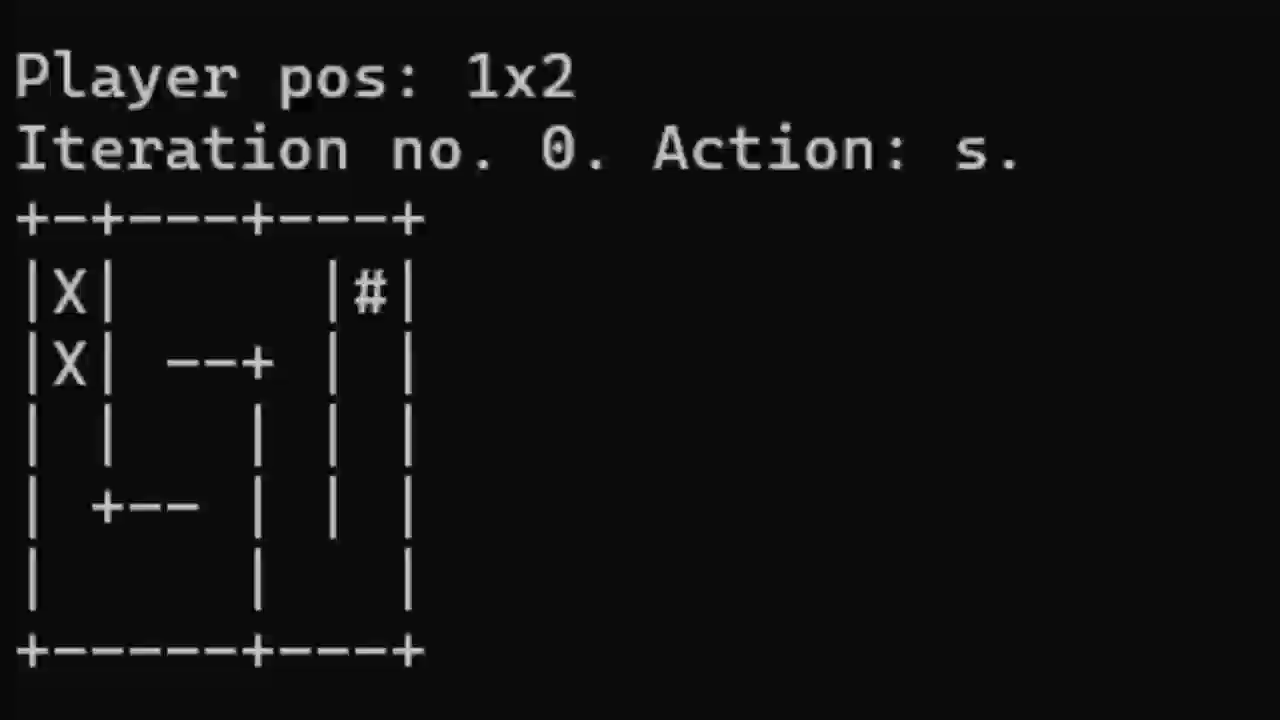 Player pos: 1x2
Iteration no. 0. Action: s.
+-+---+---+
|X|     |#|
|X| --+ | |
| |   | | |
| +-- | | |
|     |   |
+-----+---+